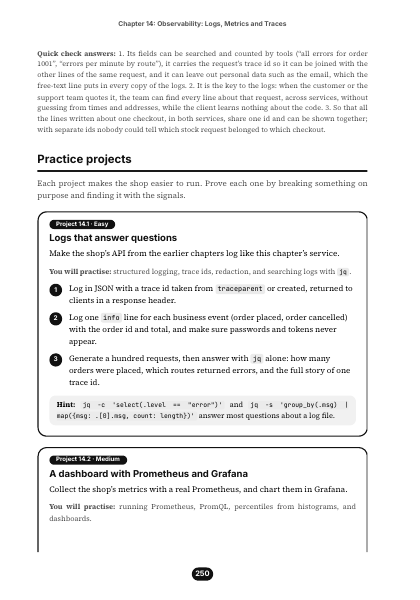 Chapter 14: Observability: Logs, Metrics and Traces
Quick check answers: 1. Its fields can be searched and counted by tools (“all errors for order
1001”, “errors per minute by route”), it carries the request’s trace id so it can be joined with the
other lines of the same request, and it can leave out personal data such as the email, which the
free-text line puts in every copy of the logs. 2. It is the key to the logs: when the customer or the
support team quotes it, the team can find every line about that request, across services, without
guessing from times and addresses, while the client learns nothing about the code. 3. So that all
the lines written about one checkout, in both services, share one id and can be shown together;
with separate ids nobody could tell which stock request belonged to which checkout.
Practice projects
Each project makes the shop easier to run. Prove each one by breaking something on
purpose and finding it with the signals.
Project 14.1 · Easy
Logs that answer questions
Make the shop’s API from the earlier chapters log like this chapter’s service.
You will practise: structured logging, trace ids, redaction, and searching logs with jq.
1 Log in JSON with a trace id taken from traceparent or created, returned to
clients in a response header.
2 Log one info line for each business event (order placed, order cancelled)
with the order id and total, and make sure passwords and tokens never
appear.
3 Generate a hundred requests, then answer with jq alone: how many
orders were placed, which routes returned errors, and the full story of one
trace id.
Hint: jq -c 'select(.level == "error")' and jq -s 'group_by(.msg) |
map({msg: .[0].msg, count: length})' answer most questions about a log file.
Project 14.2 · Medium
A dashboard with Prometheus and Grafana
Collect the shop’s metrics with a real Prometheus, and chart them in Grafana.
You will practise: running Prometheus, PromQL, percentiles from histograms, and
dashboards.
250